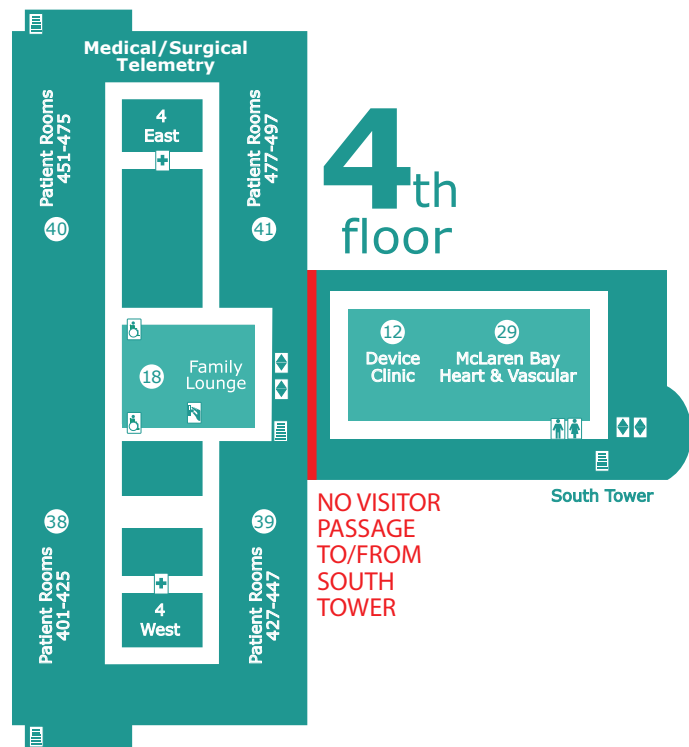 Medical/Surgical
Telemetry
Patient Rooms
451-475
40
4
East
Patient Rooms
477-497
41
4th
floor
18
Family
Lounge
12
Device
Clinic
29
McLaren Bay
Heart & Vascular
South Tower
NO VISITOR
PASSAGE
TO/FROM
SOUTH
TOWER
38
Patient Rooms
401-425
4
West
39
Patient Rooms
427-447